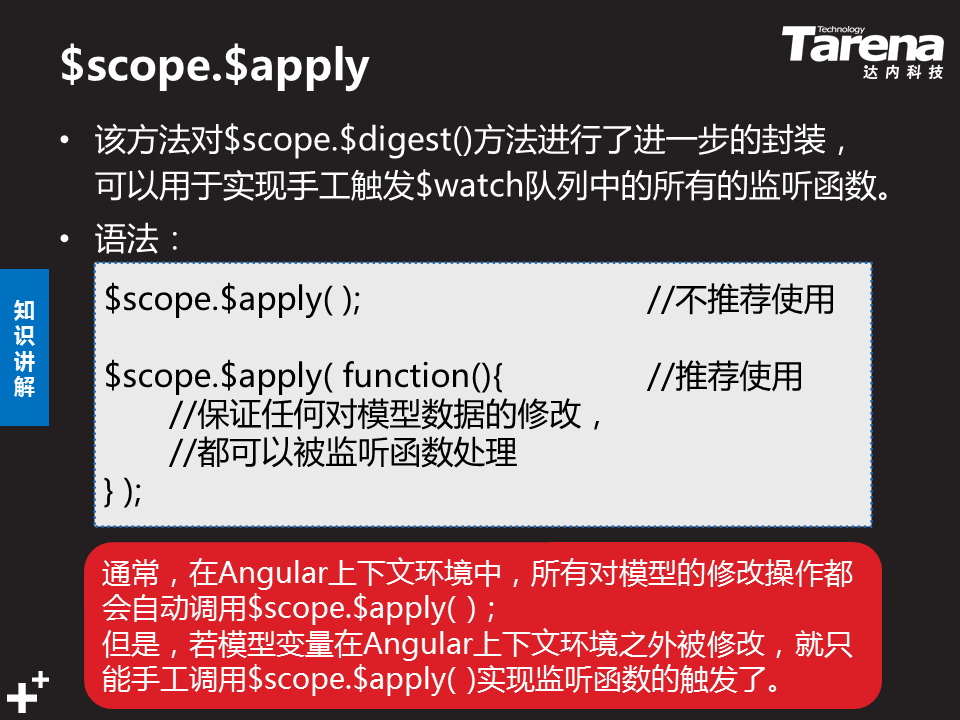 $scope.$apply
Technology
Tarena
达内科技
• 该方法对$scope.$digest()方法进行了进一步的封装，
可以用于实现手工触发$watch队列中的所有的监听函数。
• 语法：
知
识
讲
解
$scope.$apply( ); //不推荐使用
$scope.$apply( function(){ //推荐使用
//保证任何对模型数据的修改，
//都可以被监听函数处理
} );
通常，在Angular上下文环境中，所有对模型的修改操作都
会自动调用$scope.$apply( )；
但是，若模型变量在Angular上下文环境之外被修改，就只
能手工调用$scope.$apply( )实现监听函数的触发了。